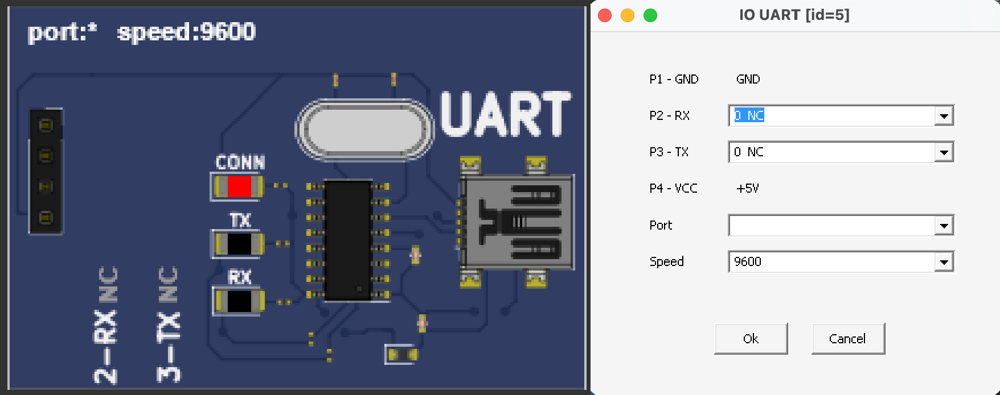 port:* speed:9600
UART
CONN
TX
RX
2-RX NC
3-TX NC
IO UART [id=5]
P1 - GND GND
P2 - RX 0 NC
P3 - TX 0 NC
P4 - VCC +5V
Port
Speed 9600
Ok Cancel